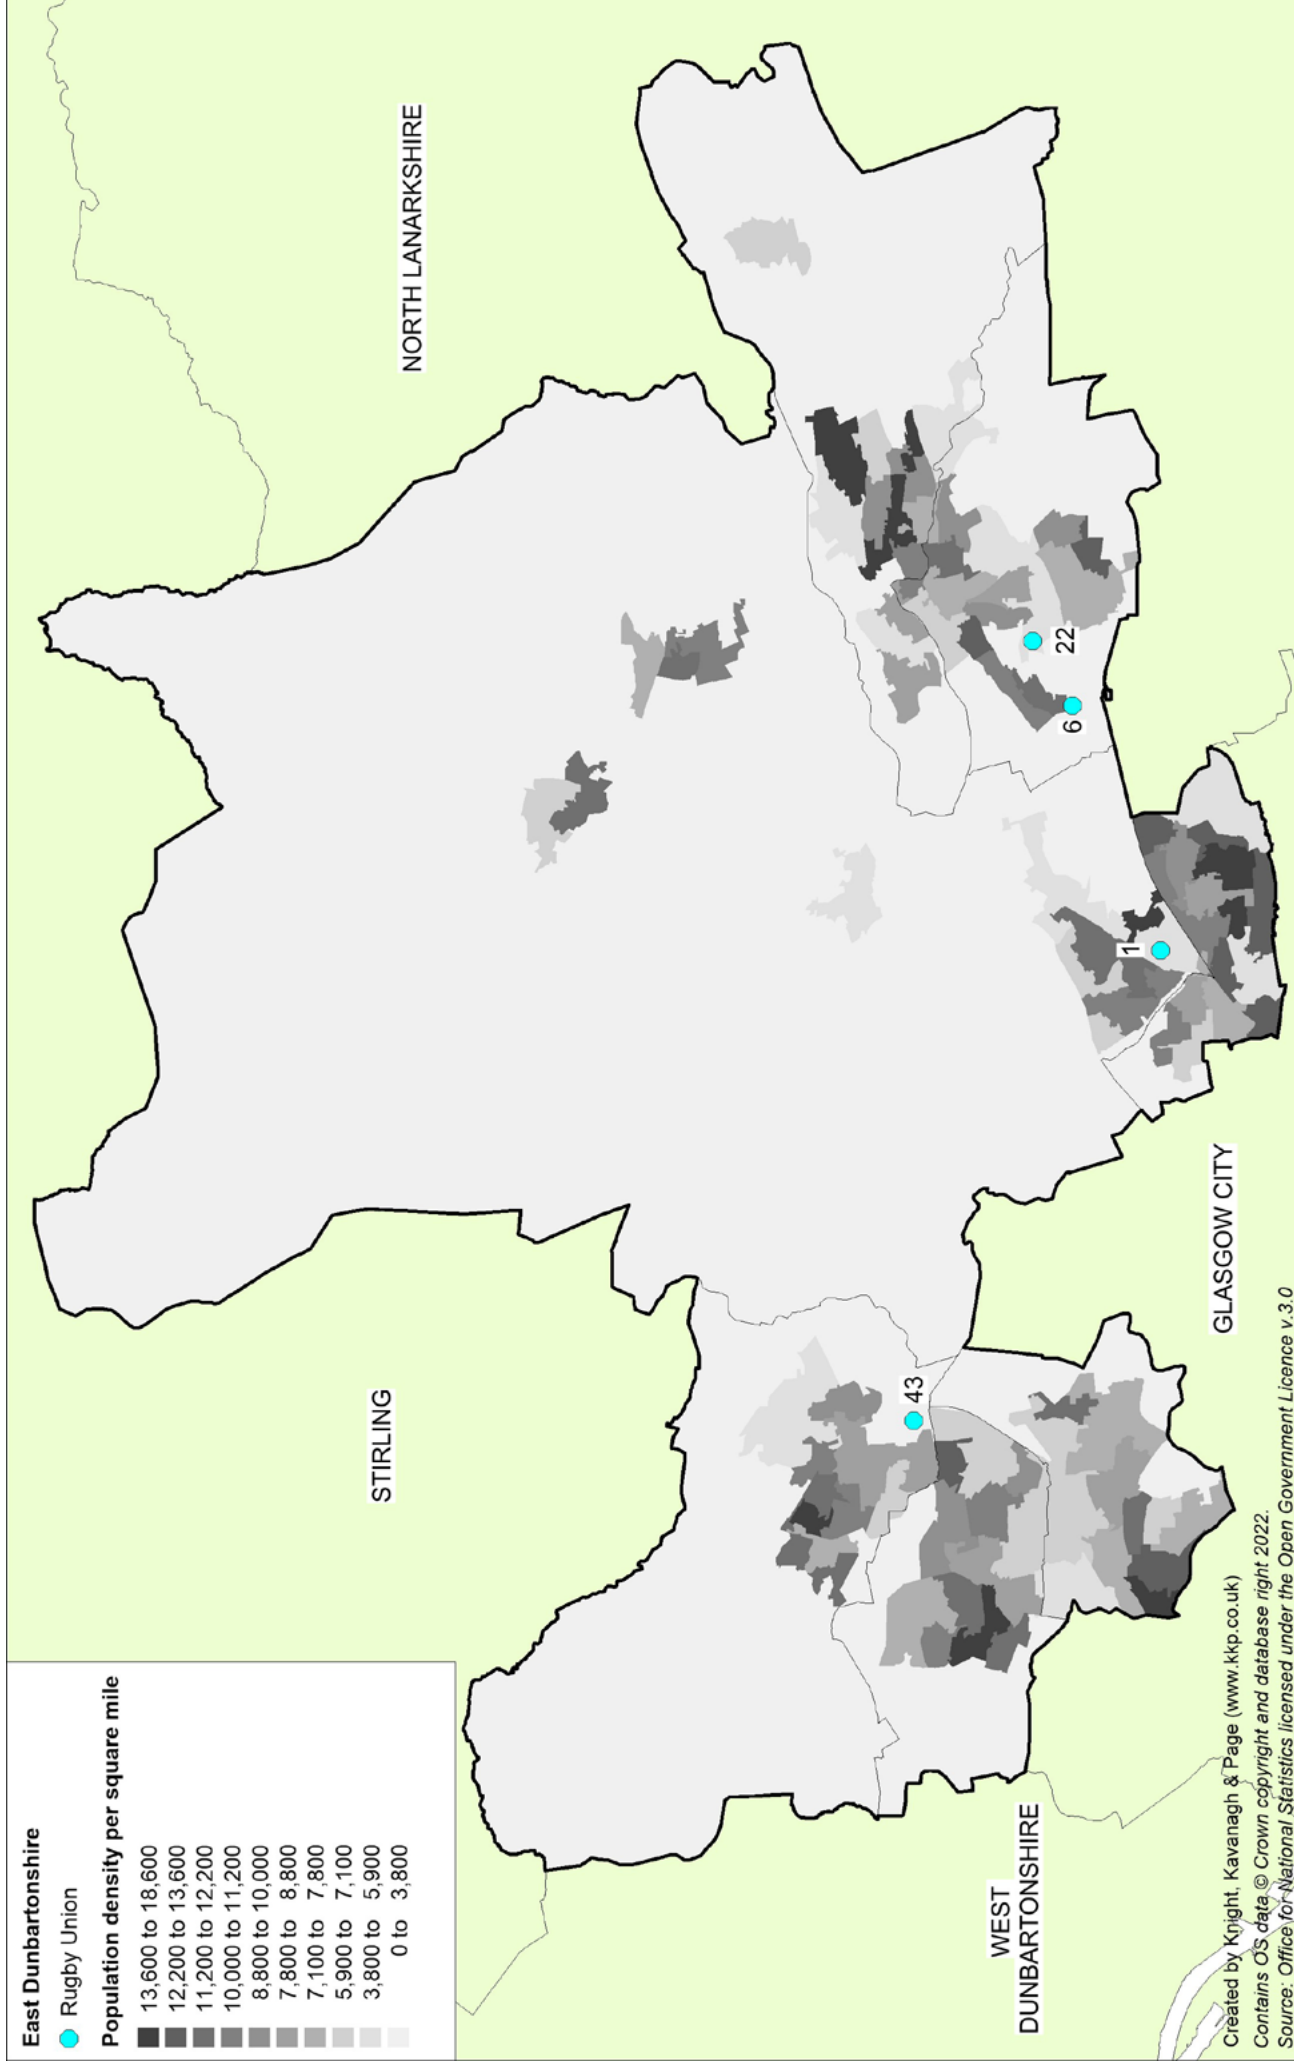 East Dunbartonshire
Rugby Union
Population density per square mile
13,600 to 18,600
12,200 to 13,600
11,200 to 12,200
10,000 to 11,200
8,800 to 10,000
7,800 to 8,800
7,100 to 7,800
5,900 to 7,100
3,800 to 5,900
0 to 3,800
STIRLING
NORTH LANARKSHIRE
43
1
6
22
WEST
DUNBARTONSHIRE
GLASGOW CITY
Created by Knight, Kavanagh & Page (www.kkp.co.uk)
Contains OS data © Crown copyright and database right 2022.
Source: Office for National Statistics licensed under the Open Government Licence v.3.0